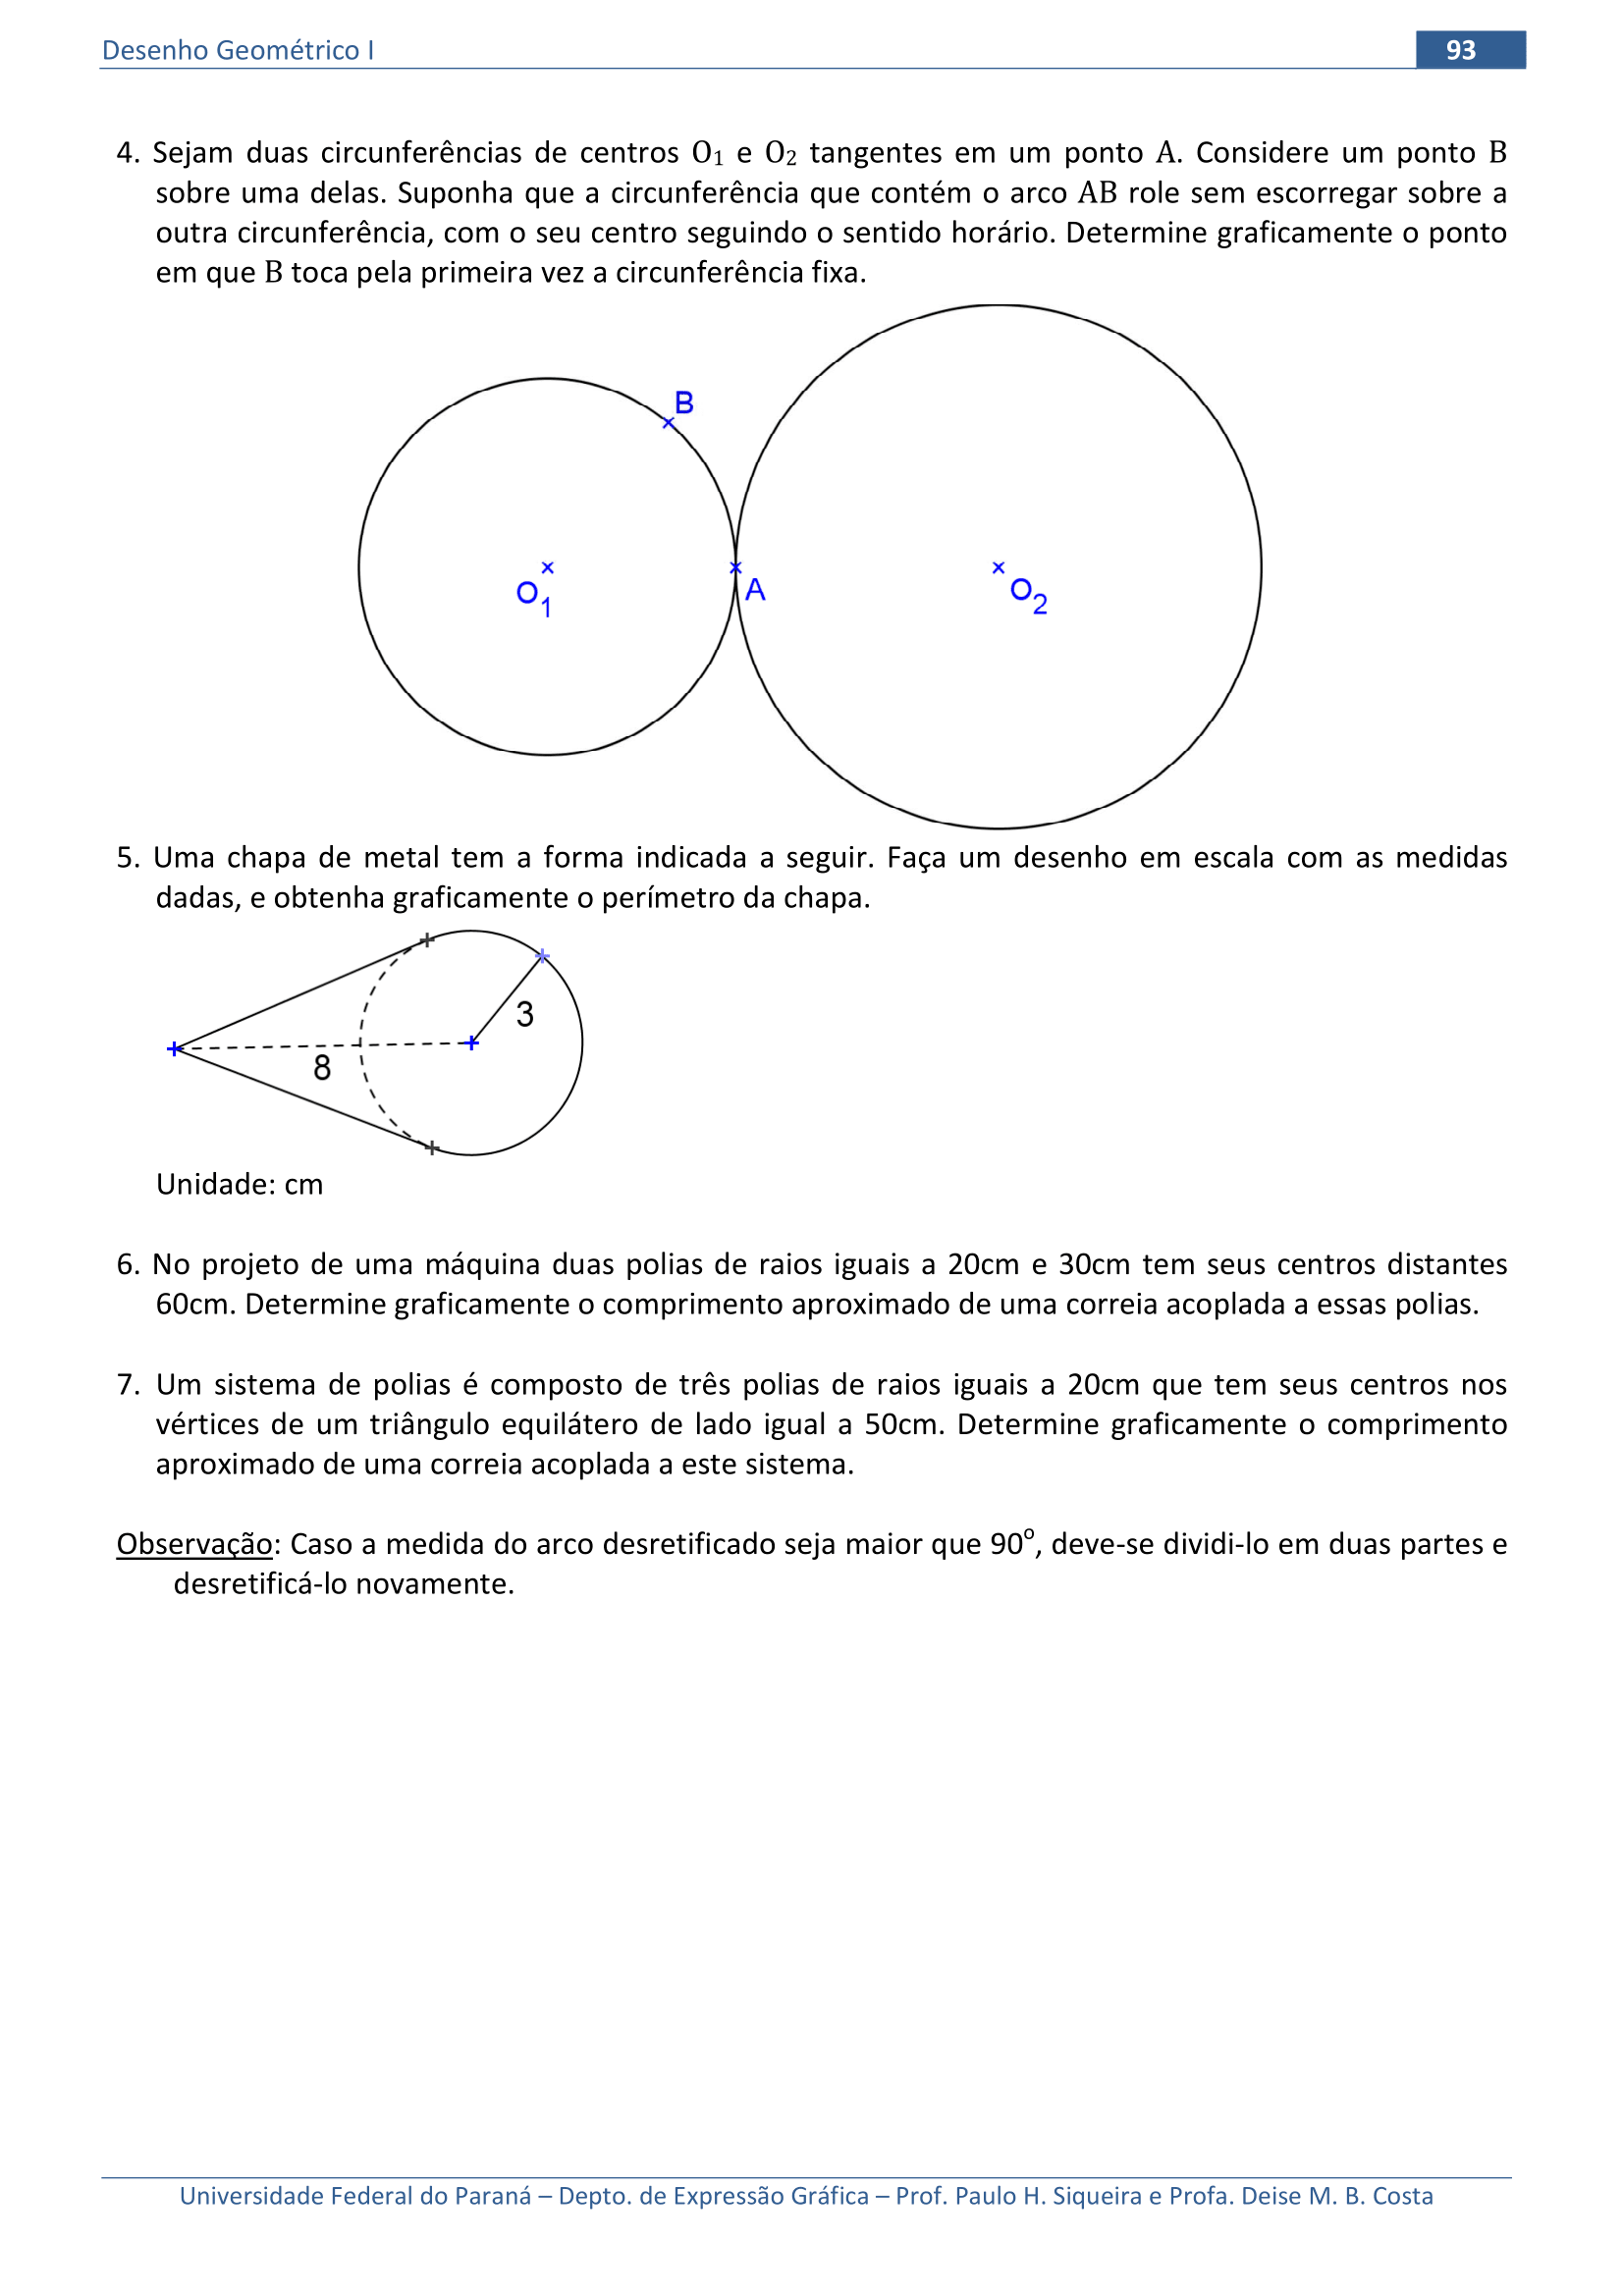 Desenho Geométrico I
93
4. Sejam duas circunferências de centros O₁ e O₂ tangentes em um ponto A. Considere um ponto B
sobre uma delas. Suponha que a circunferência que contém o arco AB role sem escorregar sobre a
outra circunferência, com o seu centro seguindo o sentido horário. Determine graficamente o ponto
em que B toca pela primeira vez a circunferência fixa.
B
O₁
A
O₂
5. Uma chapa de metal tem a forma indicada a seguir. Faça um desenho em escala com as medidas
dadas, e obtenha graficamente o perímetro da chapa.
3
8
Unidade: cm
6. No projeto de uma máquina duas polias de raios iguais a 20cm e 30cm tem seus centros distantes
60cm. Determine graficamente o comprimento aproximado de uma correia acoplada a essas polias.
7. Um sistema de polias é composto de três polias de raios iguais a 20cm que tem seus centros nos
vértices de um triângulo equilátero de lado igual a 50cm. Determine graficamente o comprimento
aproximado de uma correia acoplada a este sistema.
Observação: Caso a medida do arco desretificado seja maior que 90º, deve-se dividi-lo em duas partes e
desretificá-lo novamente.
Universidade Federal do Paraná – Depto. de Expressão Gráfica – Prof. Paulo H. Siqueira e Profa. Deise M. B. Costa